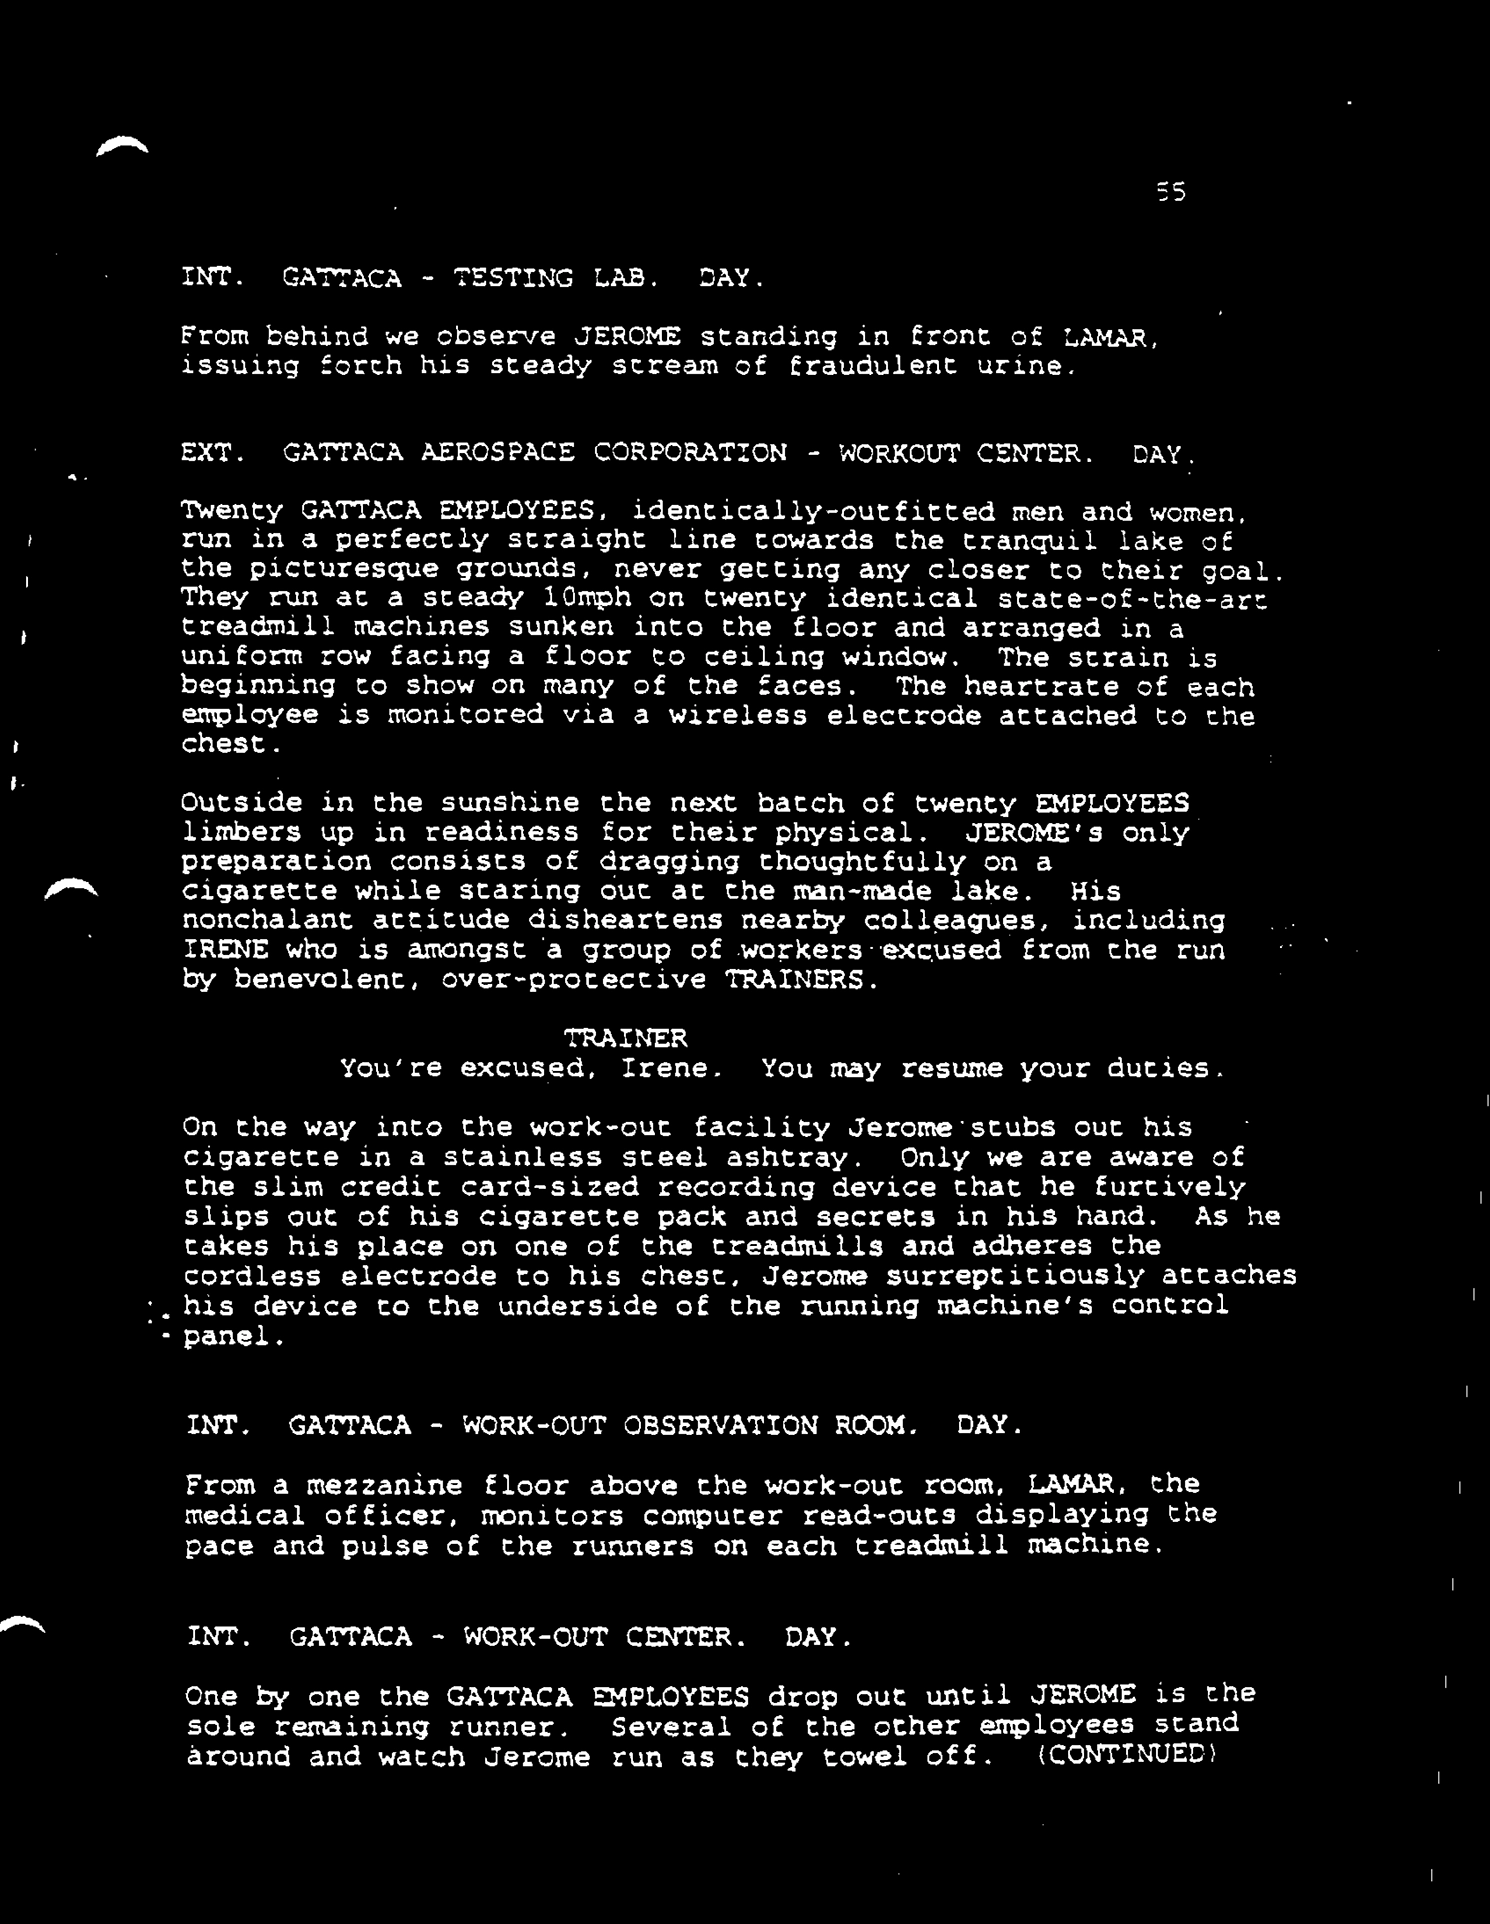 55
INT.  GATTACA - TESTING LAB.  DAY.
From behind we observe JEROME standing in front of LAMAR,
issuing forth his steady stream of fraudulent urine.
EXT.  GATTACA AEROSPACE CORPORATION - WORKOUT CENTER.  DAY.
Twenty GATTACA EMPLOYEES, identically-outfitted men and women,
run in a perfectly straight line towards the tranquil lake of
the picturesque grounds, never getting any closer to their goal.
They run at a steady 10mph on twenty identical state-of-the-art
treadmill machines sunken into the floor and arranged in a
uniform row facing a floor to ceiling window.  The strain is
beginning to show on many of the faces.  The heartrate of each
employee is monitored via a wireless electrode attached to the
chest.
Outside in the sunshine the next batch of twenty EMPLOYEES
limbers up in readiness for their physical.  JEROME's only
preparation consists of dragging thoughtfully on a
cigarette while staring out at the man-made lake.  His
nonchalant attitude disheartens nearby colleagues, including
IRENE who is amongst a group of workers excused from the run
by benevolent, over-protective TRAINERS.
TRAINER
You're excused, Irene.  You may resume your duties.
On the way into the work-out facility Jerome stubs out his
cigarette in a stainless steel ashtray.  Only we are aware of
the slim credit card-sized recording device that he furtively
slips out of his cigarette pack and secrets in his hand.  As he
takes his place on one of the treadmills and adheres the
cordless electrode to his chest, Jerome surreptitiously attaches
his device to the underside of the running machine's control
panel.
INT.  GATTACA - WORK-OUT OBSERVATION ROOM.  DAY.
From a mezzanine floor above the work-out room, LAMAR, the
medical officer, monitors computer read-outs displaying the
pace and pulse of the runners on each treadmill machine.
INT.  GATTACA - WORK-OUT CENTER.  DAY.
One by one the GATTACA EMPLOYEES drop out until JEROME is the
sole remaining runner.  Several of the other employees stand
around and watch Jerome run as they towel off.  (CONTINUED)